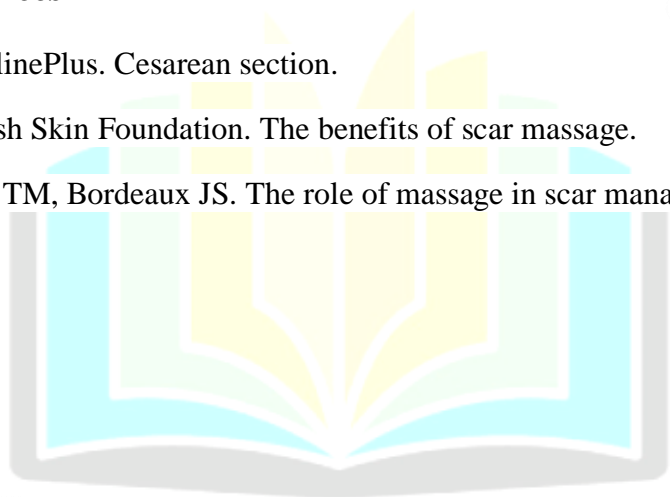 linePlus. Cesarean section.
sh Skin Foundation. The benefits of scar massage.
TM, Bordeaux JS. The role of massage in scar mana